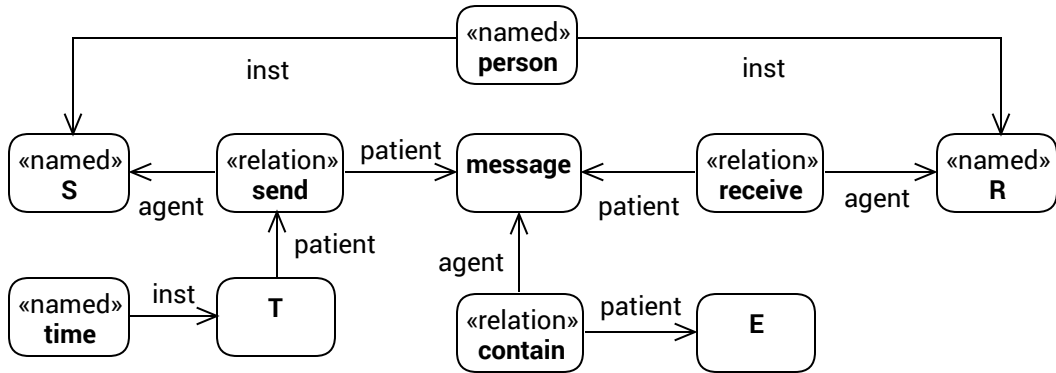 «named»
person
inst
inst
«named»
S
agent
«relation»
send
patient
message
patient
«relation»
receive
agent
«named»
R
patient
agent
«named»
time
inst
T
«relation»
contain
patient
E